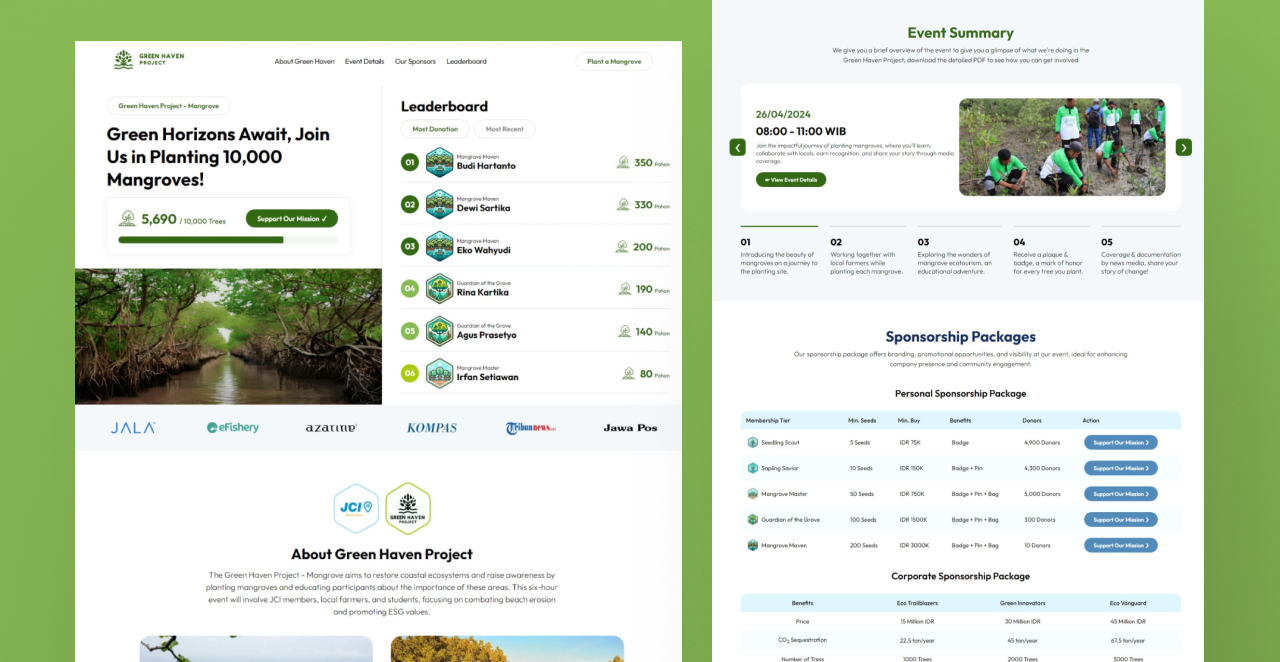 GREEN HAVEN
PROJECT
About Green Haven
Event Details
Our Sponsors
Leaderboard
Plant a Mangrove
Green Haven Project - Mangrove
Green Horizons Await, Join
Us in Planting 10,000
Mangroves!
5,690 / 10,000 Trees
Support Our Mission ✓
Leaderboard
Most Donation
Most Recent
01
Mangrove Maven
Budi Hartanto
350 Pohon
02
Mangrove Maven
Dewi Sartika
330 Pohon
03
Mangrove Maven
Eko Wahyudi
200 Pohon
04
Guardian of the Grove
Rina Kartika
190 Pohon
05
Guardian of the Grove
Agus Prasetyo
140 Pohon
06
Mangrove Master
Irfan Setiawan
80 Pohon
JALA
eFishery
azarine
KOMPAS
Tribunnews.com
Jawa Pos
JCI
GREEN HAVEN
PROJECT
About Green Haven Project
The Green Haven Project - Mangrove aims to restore coastal ecosystems and raise awareness by
planting mangroves and educating participants about the importance of these areas. This six-hour
event will involve JCI members, local farmers, and students, focusing on combating beach erosion
and promoting ESG values.
Event Summary
We give you a brief overview of the event to give you a glimpse of what we're doing in the
Green Haven Project, download the detailed PDF to see how you can get involved
26/04/2024
08:00 - 11:00 WIB
Join the impactful journey of planting mangroves, where you'll learn,
collaborate with locals, earn recognition, and share your story through media
coverage.
View Event Details
01
Introducing the beauty of
mangroves on a journey to
the planting site.
02
Working together with
local farmers while
planting each mangrove.
03
Exploring the wonders of
mangrove ecotourism, an
educational adventure.
04
Receive a plaque &
badge, a mark of honor
for every tree you plant.
05
Coverage & documentation
by news media, share your
story of change!
Sponsorship Packages
Our sponsorship package offers branding, promotional opportunities, and visibility at our event, ideal for enhancing
company presence and community engagement.
Personal Sponsorship Package
Membership Tier Min. Seeds Min. Buy Benefits Donors Action
Seedling Scout 5 Seeds IDR 75K Badge 4,900 Donors Support Our Mission ❯
Sapling Savior 10 Seeds IDR 150K Badge + Pin 4,300 Donors Support Our Mission ❯
Mangrove Master 50 Seeds IDR 750K Badge + Pin + Bag 5,000 Donors Support Our Mission ❯
Guardian of the Grove 100 Seeds IDR 1500K Badge + Pin + Bag 300 Donors Support Our Mission ❯
Mangrove Maven 200 Seeds IDR 3000K Badge + Pin + Bag 10 Donors Support Our Mission ❯
Corporate Sponsorship Package
Benefits Eco Trailblazers Green Innovators Eco Vanguard
Price 15 Million IDR 30 Million IDR 45 Million IDR
CO₂ Sequestration 22,5 ton/year 45 ton/year 67,5 ton/year
Number of Tress 1000 Trees 2000 Trees 3000 Trees